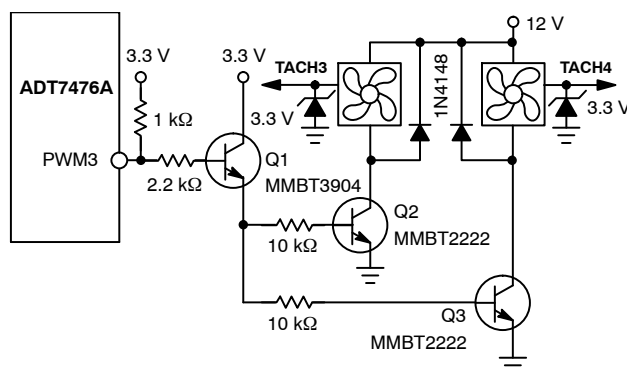 12 V
3.3 V
3.3 V
TACH3
1N4148
TACH4
ADT7476A
1 kΩ
3.3 V
3.3 V
PWM3
2.2 kΩ
Q1
MMBT3904
Q2
10 kΩ
MMBT2222
10 kΩ
Q3
MMBT2222